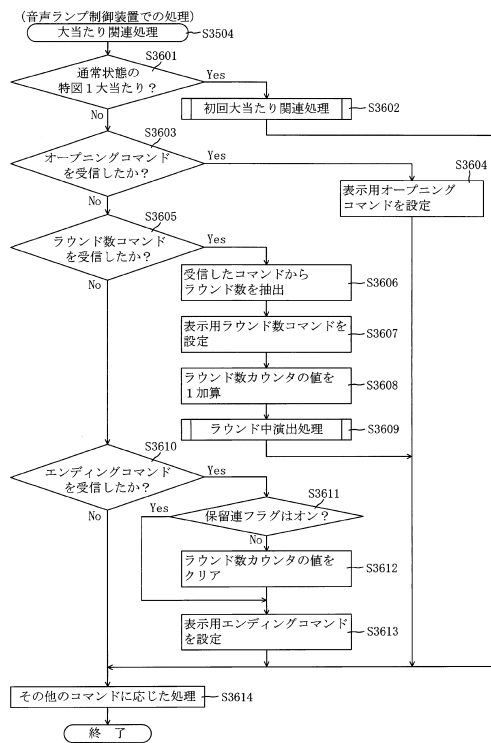 (音声ランプ制御装置での処理)
大当たり関連処理
S3504
S3601
通常状態の
特図1大当たり?
Yes
No
初回大当たり関連処理
S3602
S3603
オープニングコマンド
を受信したか?
Yes
No
S3604
表示用オープニング
コマンドを設定
S3605
ラウンド数コマンド
を受信したか?
Yes
No
受信したコマンドから
ラウンド数を抽出
S3606
表示用ラウンド数コマンドを
設定
S3607
ラウンド数カウンタの値を
1加算
S3608
ラウンド中演出処理
S3609
S3610
エンディングコマンド
を受信したか?
Yes
No
S3611
保留連フラグはオン?
Yes
No
ラウンド数カウンタの値を
クリア
S3612
表示用エンディングコマンド
を設定
S3613
その他のコマンドに応じた処理
S3614
終 了